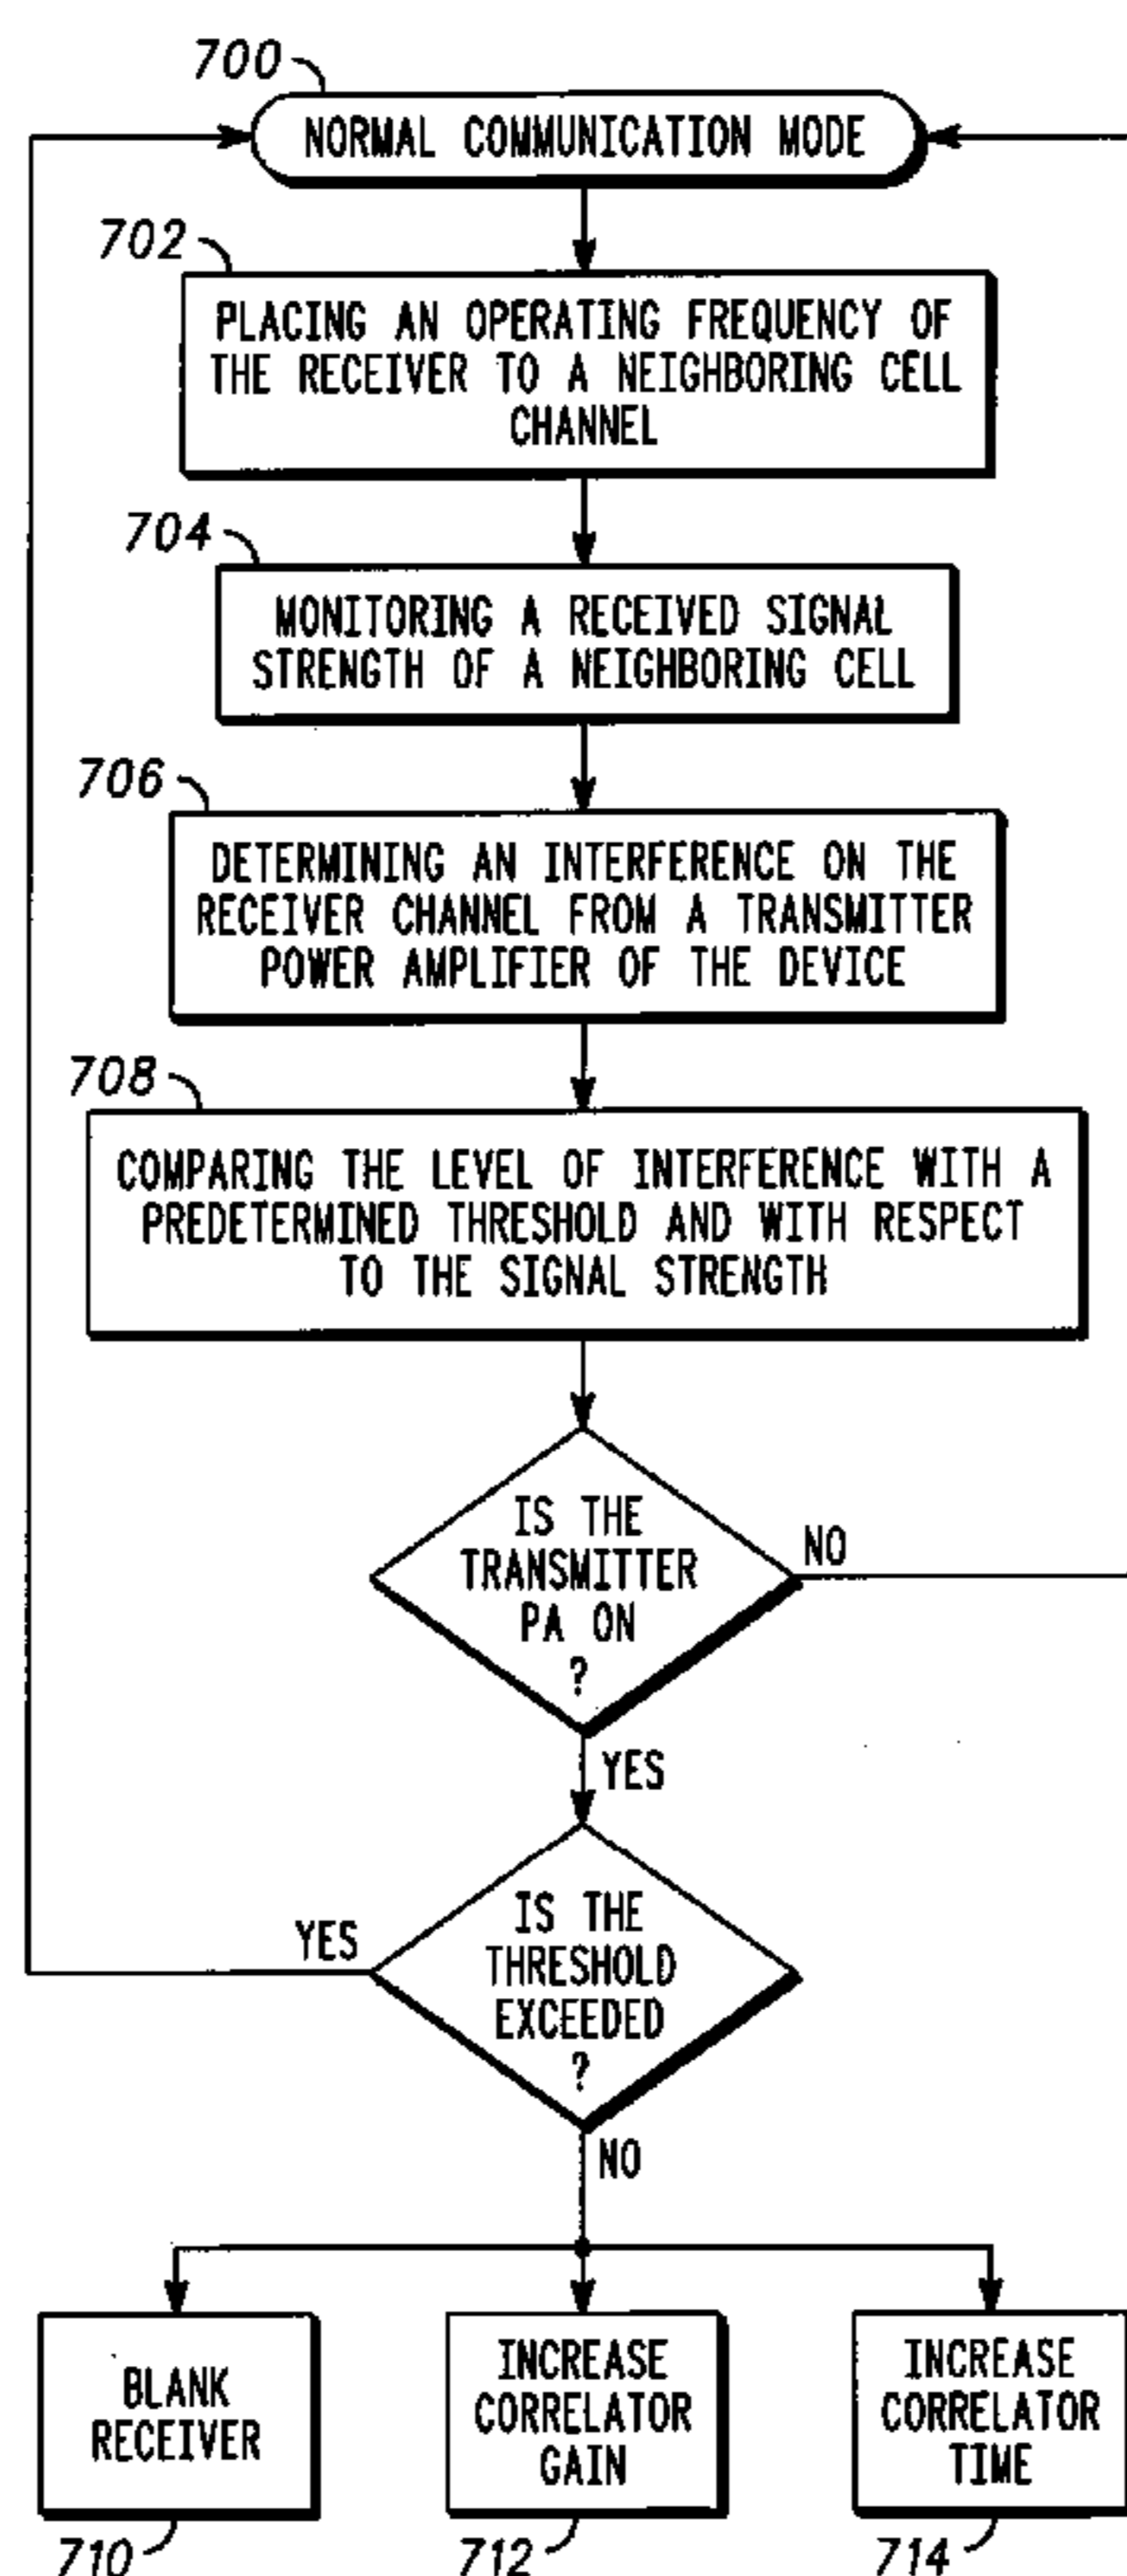 700
NORMAL COMMUNICATION MODE
702
PLACING AN OPERATING FREQUENCY OF
THE RECEIVER TO A NEIGHBORING CELL
CHANNEL
704
MONITORING A RECEIVED SIGNAL
STRENGTH OF A NEIGHBORING CELL
706
DETERMINING AN INTERFERENCE ON THE
RECEIVER CHANNEL FROM A TRANSMITTER
POWER AMPLIFIER OF THE DEVICE
708
COMPARING THE LEVEL OF INTERFERENCE WITH A
PREDETERMINED THRESHOLD AND WITH RESPECT
TO THE SIGNAL STRENGTH
IS THE
TRANSMITTER
PA ON
?
NO
YES
IS THE
THRESHOLD
EXCEEDED
?
YES
NO
BLANK
RECEIVER
INCREASE
CORRELATOR
GAIN
INCREASE
CORRELATOR
TIME
710
712
714